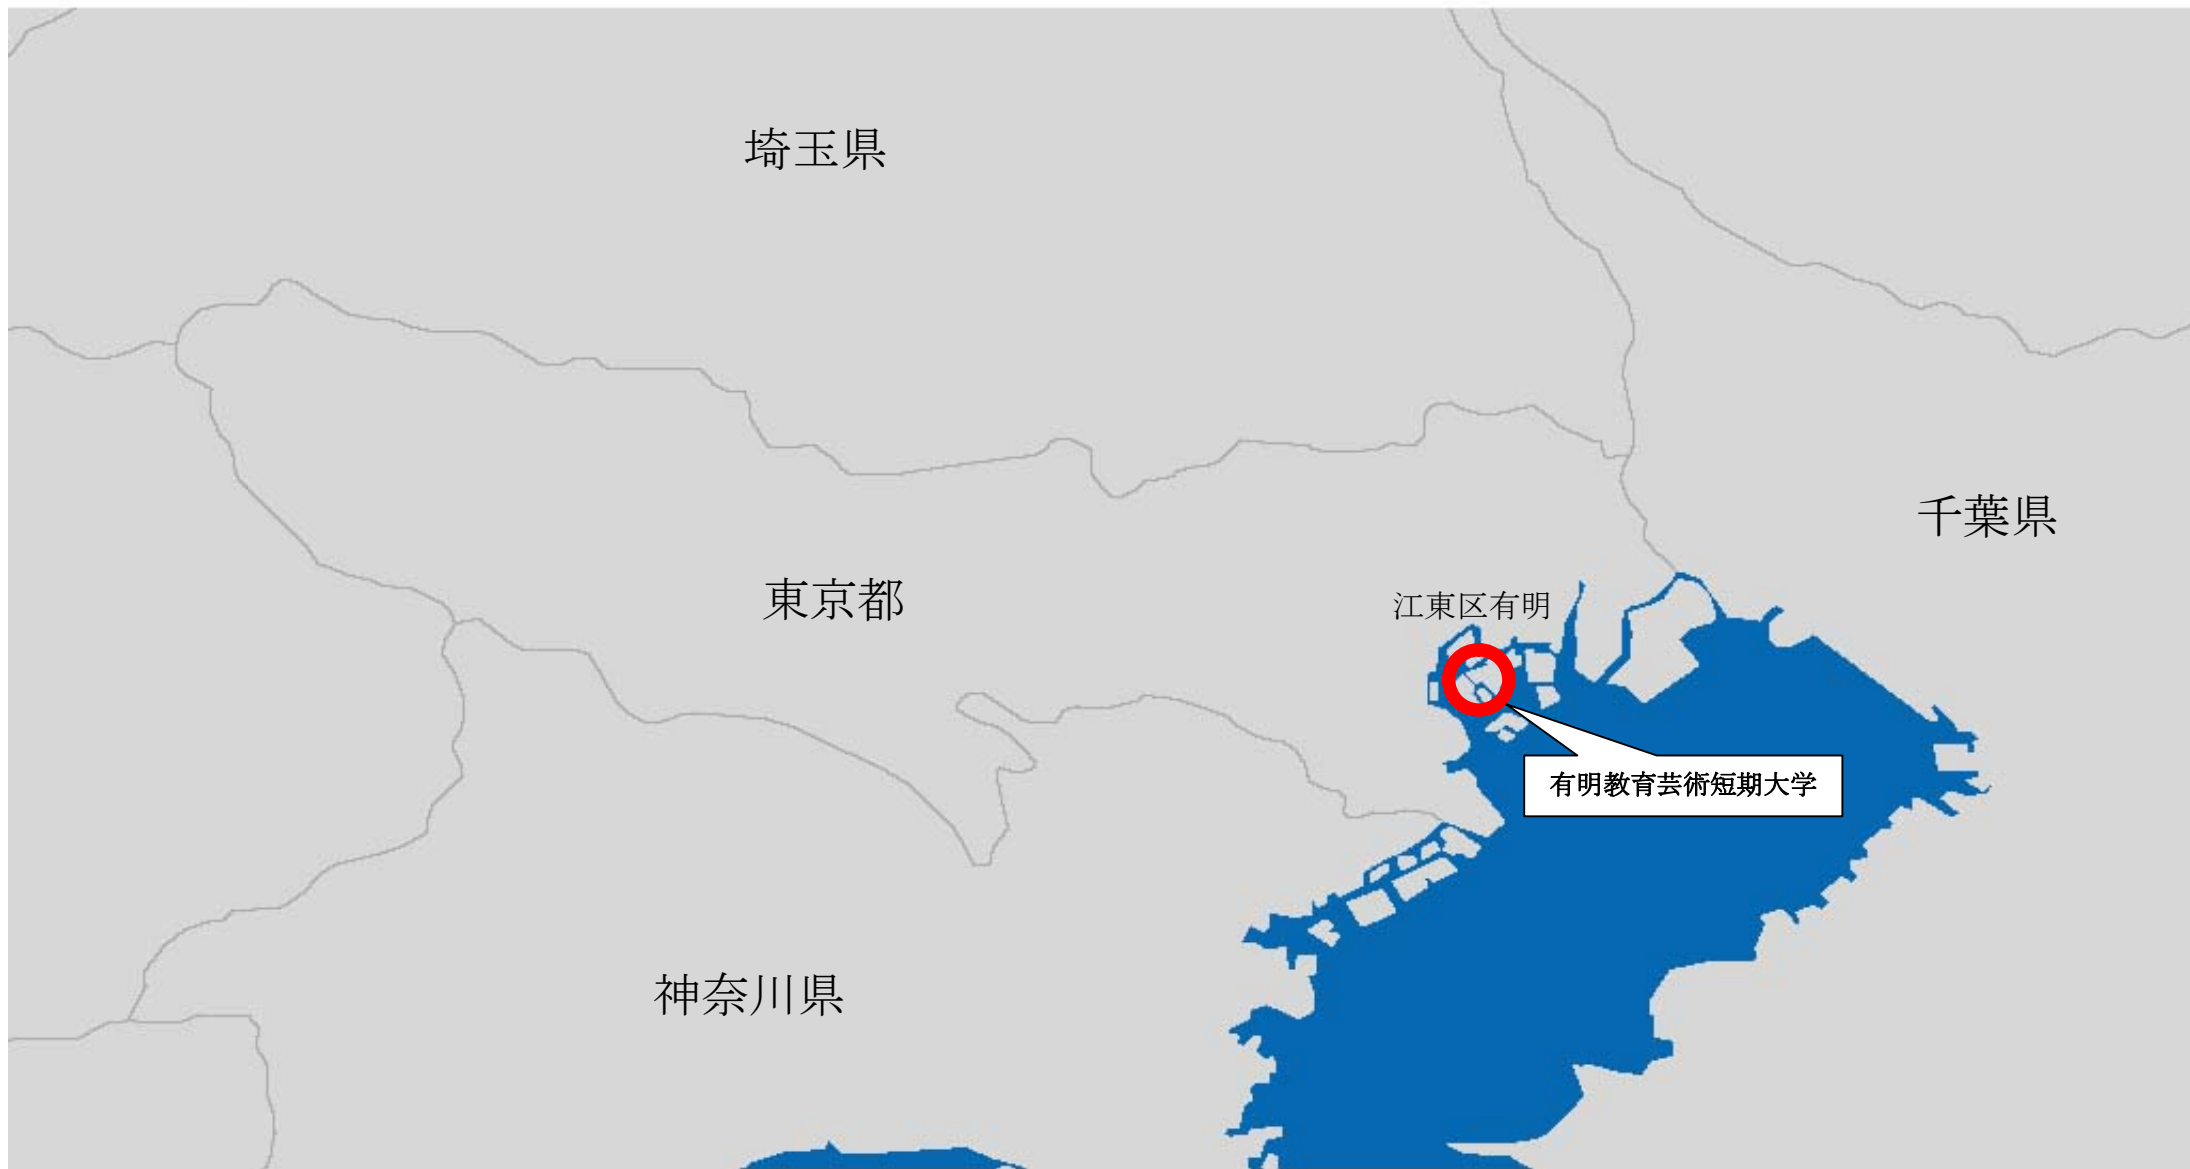 埼玉県
千葉県
東京都
江東区有明
有明教育芸術短期大学
神奈川県